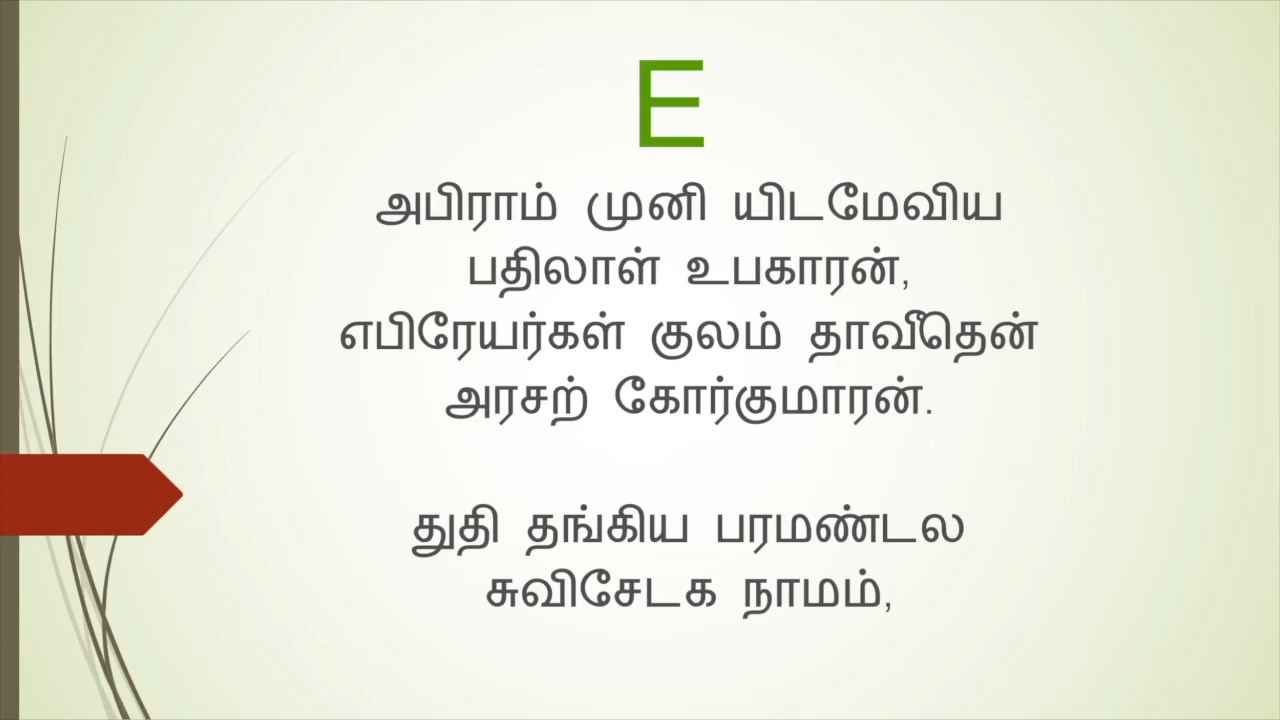 E
அபிராம் முனி யிடமேவிய
பதிலாள் உபகாரன்,
எபிரேயர்கள் குலம் தாவீதென்
அரசற் கோர்குமாரன்.
துதி தங்கிய பரமண்டல
சுவிசேடக நாமம்,